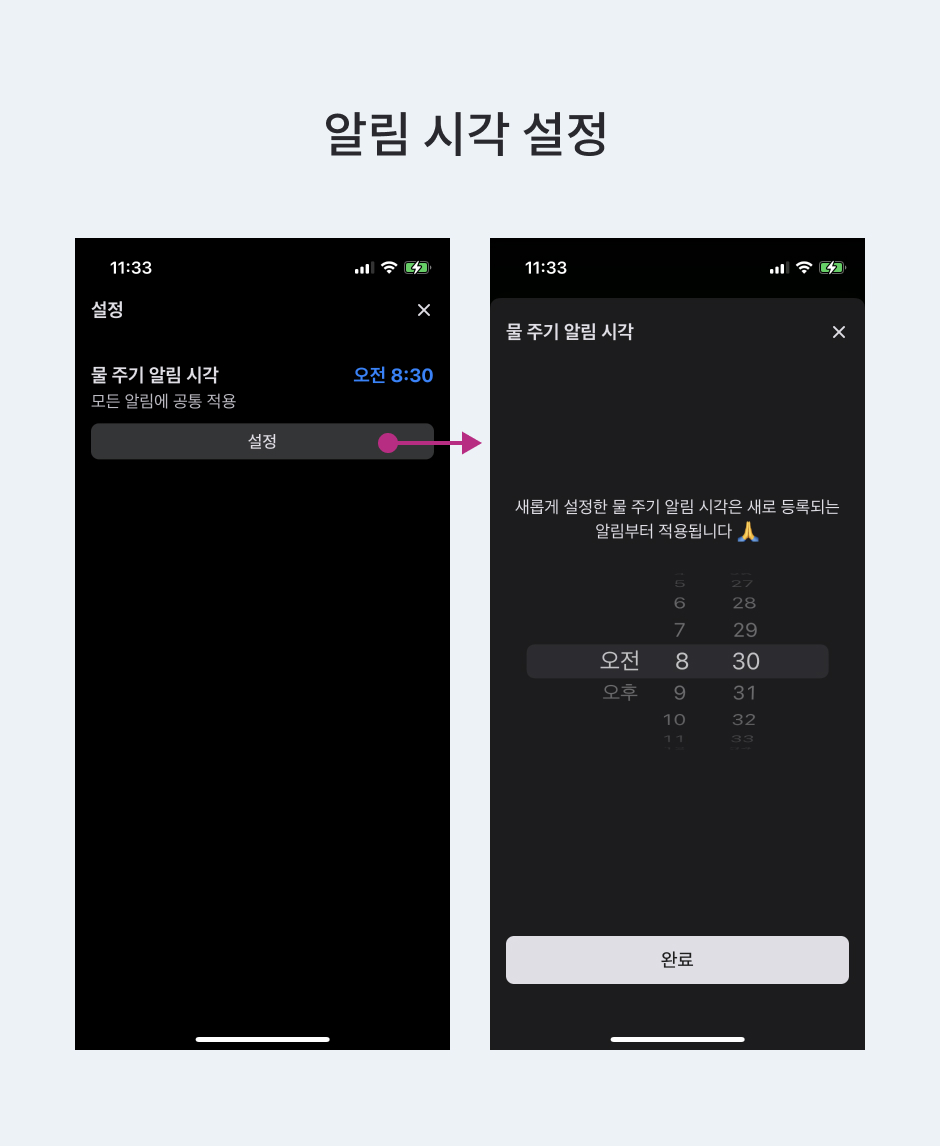 알림 시각 설정
11:33
설정
물 주기 알림 시각
오전 8:30
모든 알림에 공통 적용
설정
11:33
물 주기 알림 시각
새롭게 설정한 물 주기 알림 시각은 새로 등록되는
알림부터 적용됩니다 🙏
5 27
6 28
7 29
오전 8 30
오후 9 31
10 32
11 33
완료